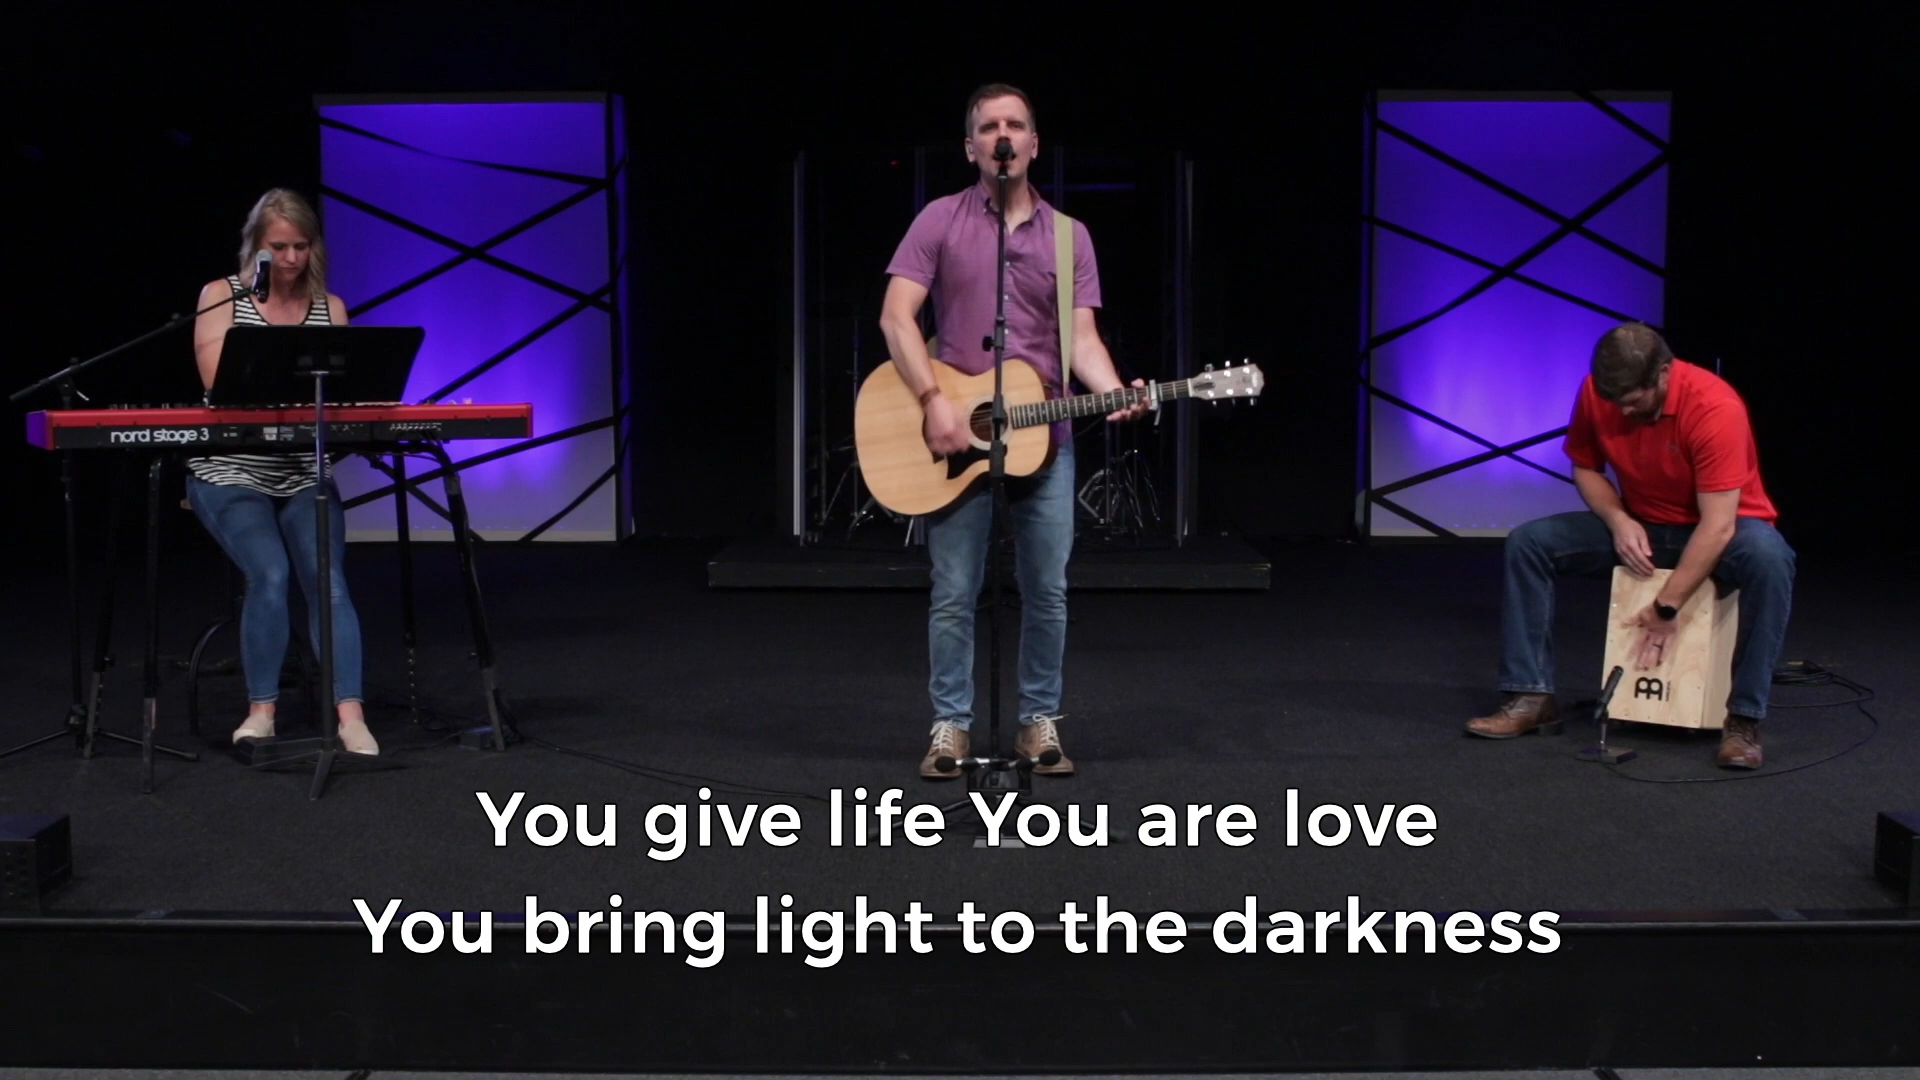 nord stage 3
You give life You are love
You bring light to the darkness